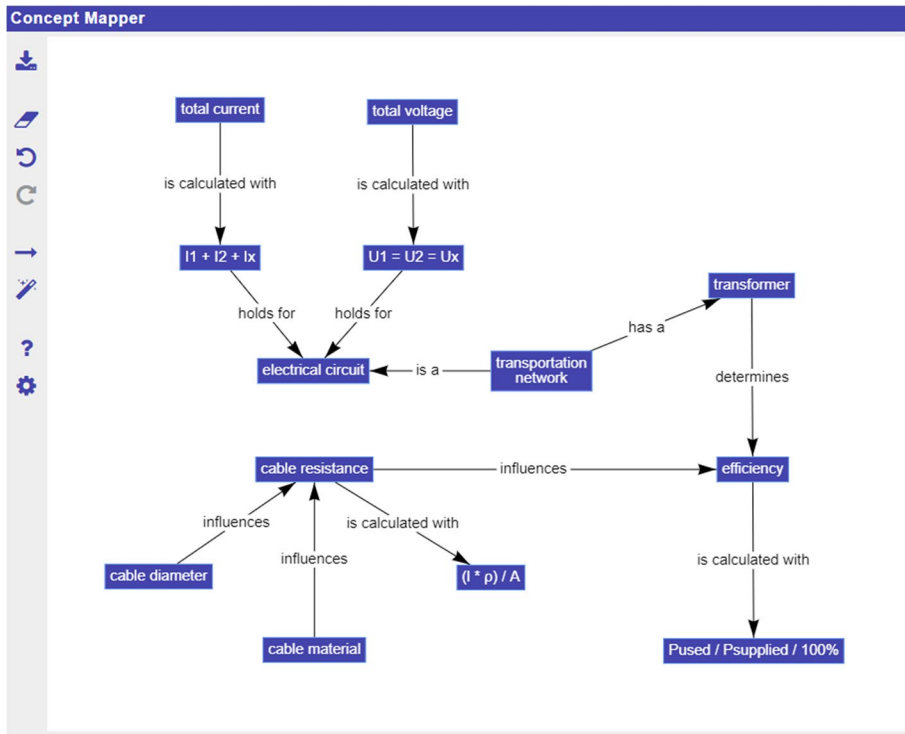 Concept Mapper
total current
total voltage
is calculated with
is calculated with
I1 + I2 + Ix
U1 = U2 = Ux
transformer
holds for
holds for
has a
electrical circuit
is a
transportation
network
determines
cable resistance
influences
efficiency
influences
is calculated with
influences
is calculated with
cable diameter
(l * ρ) / A
cable material
Pused / Psupplied / 100%
?